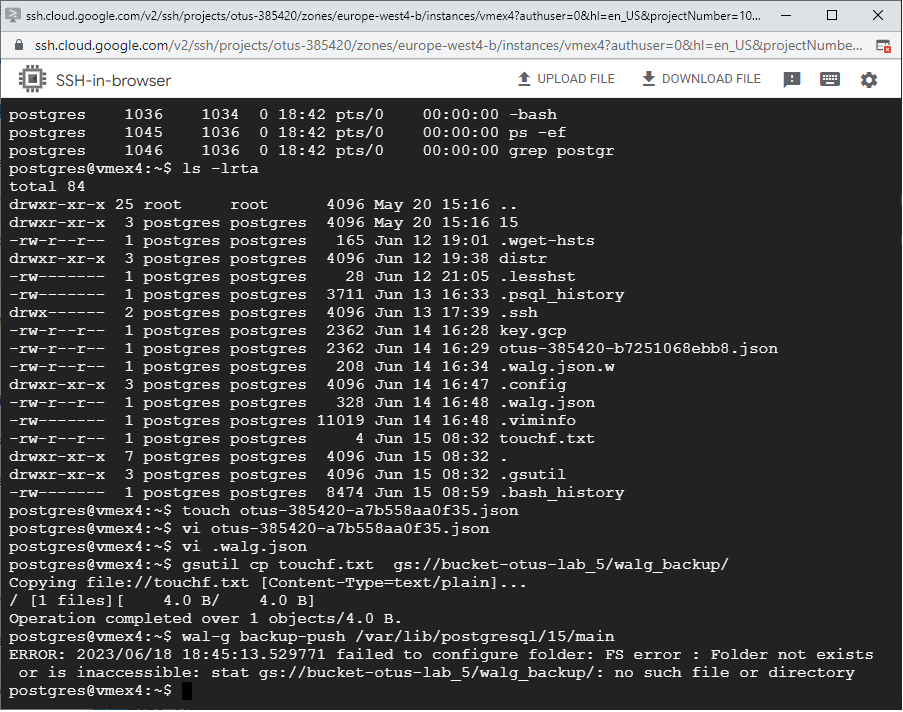 ssh.cloud.google.com/v2/ssh/projects/otus-385420/zones/europe-west4-b/instances/vmex4?authuser=0&hl=en_US&projectNumber=10...
ssh.cloud.google.com/v2/ssh/projects/otus-385420/zones/europe-west4-b/instances/vmex4?authuser=0&hl=en_US&projectNumbe...
SSH-in-browser UPLOAD FILE DOWNLOAD FILE
postgres    1036    1034  0 18:42 pts/0    00:00:00 -bash
postgres    1045    1036  0 18:42 pts/0    00:00:00 ps -ef
postgres    1046    1036  0 18:42 pts/0    00:00:00 grep postgr
postgres@vmex4:~$ ls -lrta
total 84
drwxr-xr-x 25 root     root      4096 May 20 15:16 ..
drwxr-xr-x  3 postgres postgres  4096 May 20 15:16 15
-rw-r--r--  1 postgres postgres   165 Jun 12 19:01 .wget-hsts
drwxr-xr-x  3 postgres postgres  4096 Jun 12 19:38 distr
-rw-------  1 postgres postgres    28 Jun 12 21:05 .lesshst
-rw-------  1 postgres postgres  3711 Jun 13 16:33 .psql_history
drwx------  2 postgres postgres  4096 Jun 13 17:39 .ssh
-rw-r--r--  1 postgres postgres  2362 Jun 14 16:28 key.gcp
-rw-r--r--  1 postgres postgres  2362 Jun 14 16:29 otus-385420-b7251068ebb8.json
-rw-r--r--  1 postgres postgres   208 Jun 14 16:34 .walg.json.w
drwxr-xr-x  3 postgres postgres  4096 Jun 14 16:47 .config
-rw-r--r--  1 postgres postgres   328 Jun 14 16:48 .walg.json
-rw-------  1 postgres postgres 11019 Jun 14 16:48 .viminfo
-rw-r--r--  1 postgres postgres     4 Jun 15 08:32 touchf.txt
drwxr-xr-x  7 postgres postgres  4096 Jun 15 08:32 .
drwxr-xr-x  3 postgres postgres  4096 Jun 15 08:32 .gsutil
-rw-------  1 postgres postgres  8474 Jun 15 08:59 .bash_history
postgres@vmex4:~$ touch otus-385420-a7b558aa0f35.json
postgres@vmex4:~$ vi otus-385420-a7b558aa0f35.json
postgres@vmex4:~$ vi .walg.json
postgres@vmex4:~$ gsutil cp touchf.txt  gs://bucket-otus-lab_5/walg_backup/
Copying file://touchf.txt [Content-Type=text/plain]...
/ [1 files][    4.0 B/    4.0 B]
Operation completed over 1 objects/4.0 B.
postgres@vmex4:~$ wal-g backup-push /var/lib/postgresql/15/main
ERROR: 2023/06/18 18:45:13.529771 failed to configure folder: FS error : Folder not exists
or is inaccessible: stat gs://bucket-otus-lab_5/walg_backup/: no such file or directory
postgres@vmex4:~$